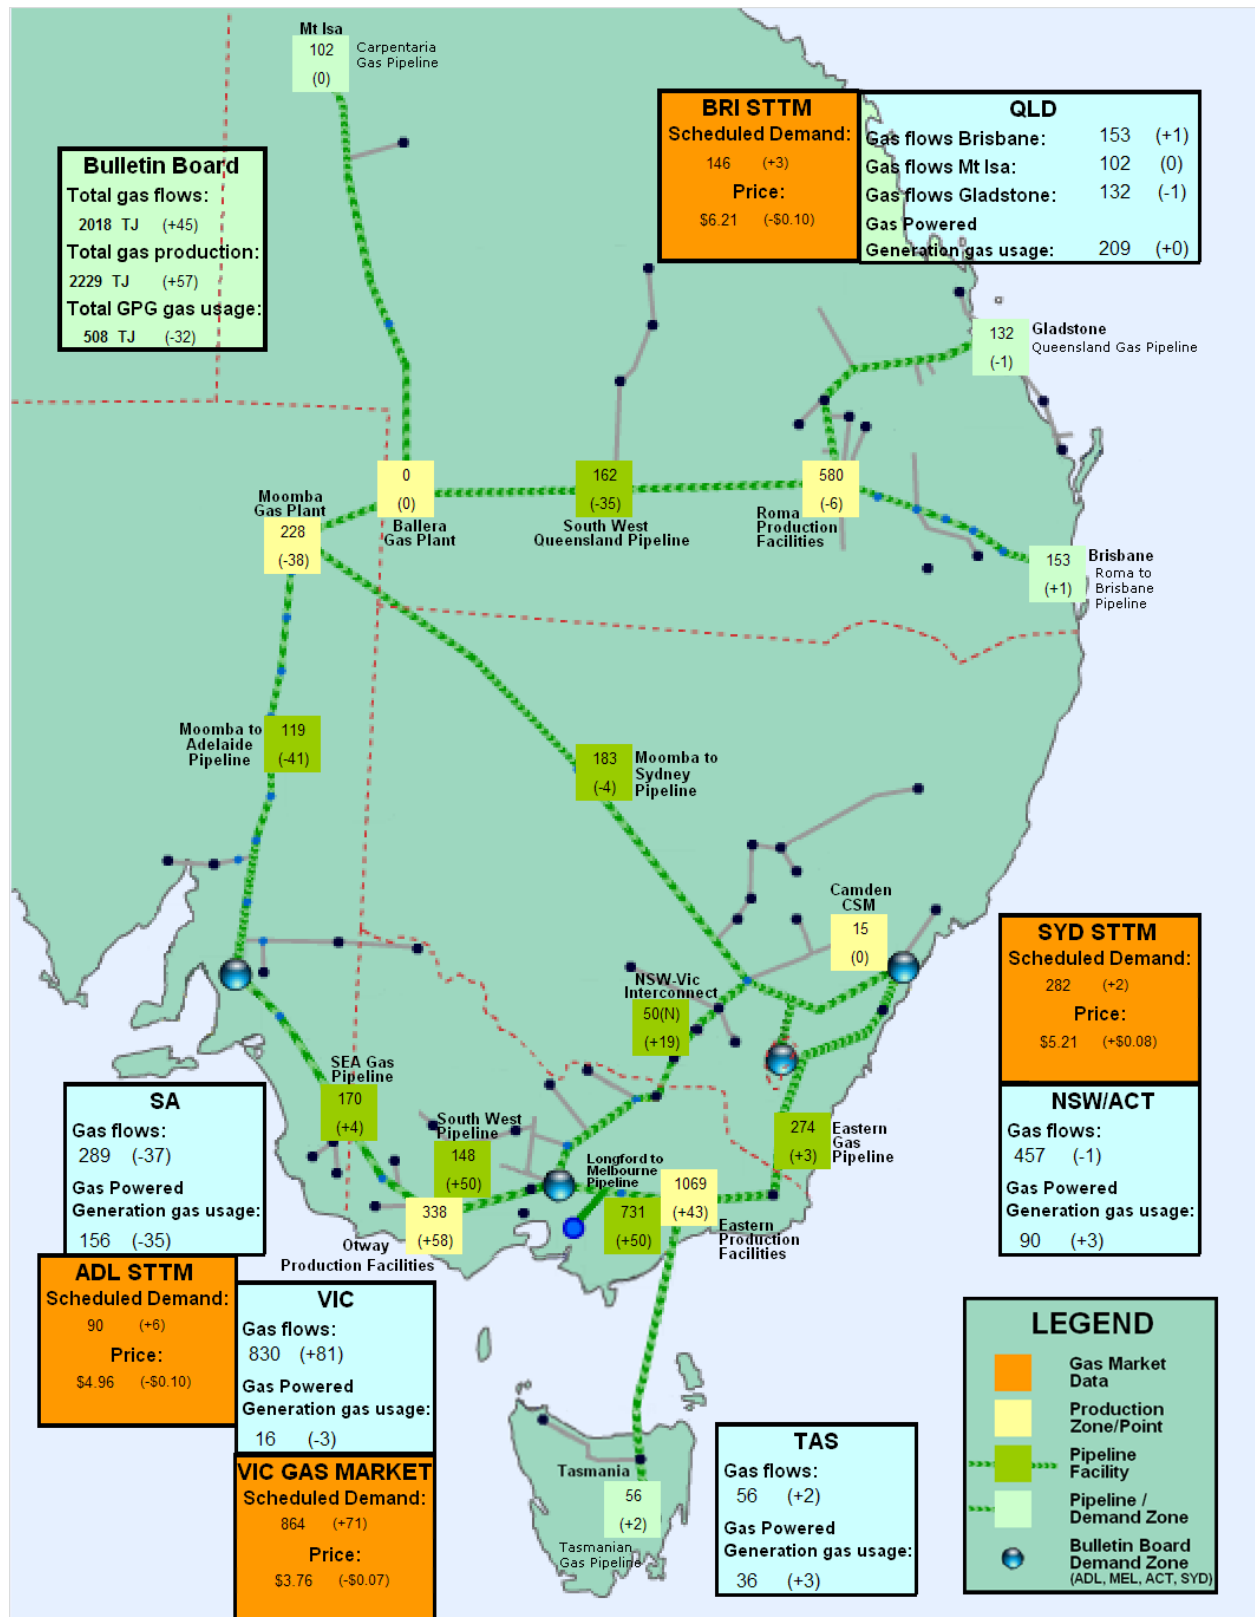 Mt Isa
102
(0)
Carpentaria
Gas Pipeline
BRI STTM
Scheduled Demand:
146 (+3)
Price:
$6.21 (-$0.10)
QLD
Gas flows Brisbane: 153 (+1)
Gas flows Mt Isa: 102 (0)
Gas flows Gladstone: 132 (-1)
Gas Powered
Generation gas usage: 209 (+0)
Bulletin Board
Total gas flows:
2018 TJ (+45)
Total gas production:
2229 TJ (+57)
Total GPG gas usage:
508 TJ (-32)
132
(-1)
Gladstone
Queensland Gas Pipeline
0
(0)
Ballera
Gas Plant
162
(-35)
South West
Queensland Pipeline
580
(-6)
Roma
Production
Facilities
Moomba
Gas Plant
228
(-38)
153
(+1)
Brisbane
Roma to
Brisbane
Pipeline
Moomba to
Adelaide
Pipeline
119
(-41)
183
(-4)
Moomba to
Sydney
Pipeline
Camden
CSM
15
(0)
NSW-Vic
Interconnect
50(N)
(+19)
SYD STTM
Scheduled Demand:
282 (+2)
Price:
$5.21 (+$0.08)
NSW/ACT
Gas flows:
457 (-1)
Gas Powered
Generation gas usage:
90 (+3)
SEA Gas
Pipeline
170
(+4)
South West
Pipeline
148
(+50)
Longford to
Melbourne
Pipeline
731
(+50)
1069
(+43)
Eastern
Production
Facilities
274
(+3)
Eastern
Gas
Pipeline
338
(+58)
Otway
Production Facilities
SA
Gas flows:
289 (-37)
Gas Powered
Generation gas usage:
156 (-35)
ADL STTM
Scheduled Demand:
90 (+6)
Price:
$4.96 (-$0.10)
VIC
Gas flows:
830 (+81)
Gas Powered
Generation gas usage:
16 (-3)
VIC GAS MARKET
Scheduled Demand:
864 (+71)
Price:
$3.76 (-$0.07)
Tasmania
56
(+2)
Tasmanian
Gas Pipeline
TAS
Gas flows:
56 (+2)
Gas Powered
Generation gas usage:
36 (+3)
LEGEND
Gas Market
Data
Production
Zone/Point
Pipeline
Facility
Pipeline /
Demand Zone
Bulletin Board
Demand Zone
(ADL, MEL, ACT, SYD)